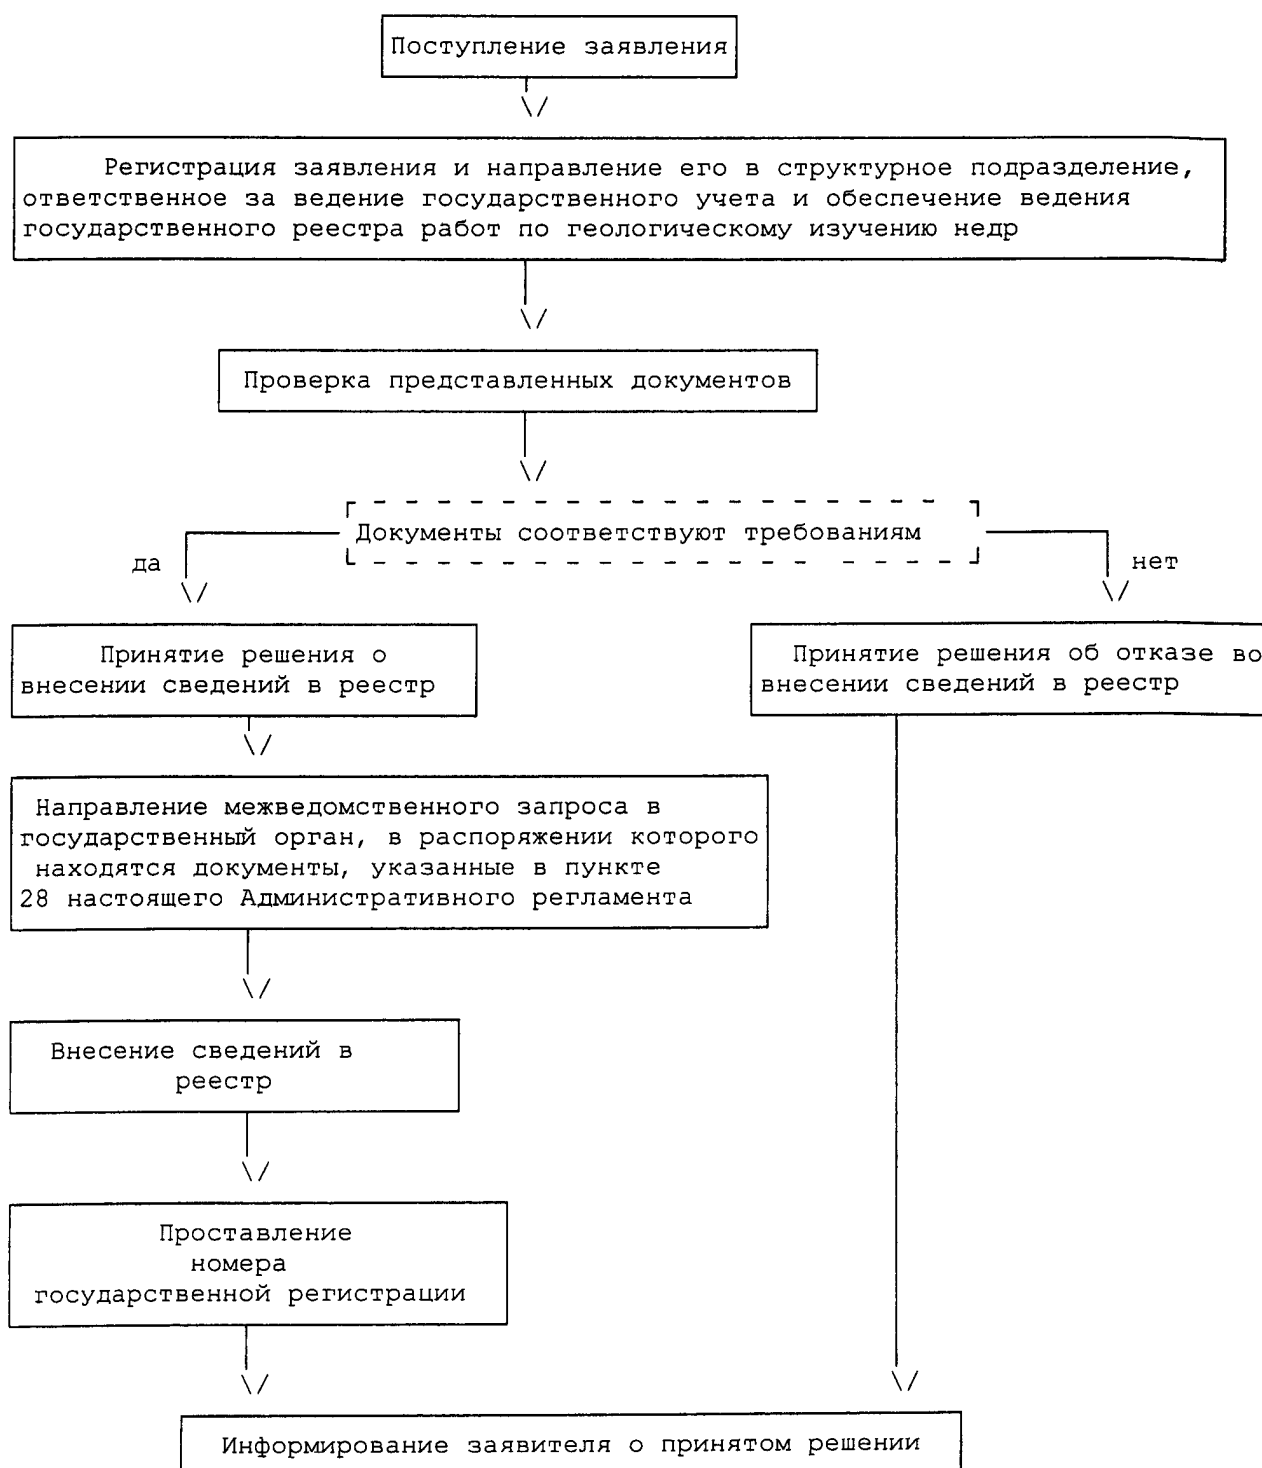 Поступление заявления
Регистрация заявления и направление его в структурное подразделение,
ответственное за ведение государственного учета и обеспечение ведения
государственного реестра работ по геологическому изучению недр
Проверка представленных документов
Документы соответствуют требованиям
да
нет
Принятие решения о
внесении сведений в реестр
Принятие решения об отказе во
внесении сведений в реестр
Направление межведомственного запроса в
государственный орган, в распоряжении которого
находятся документы, указанные в пункте
28 настоящего Административного регламента
Внесение сведений в
реестр
Проставление
номера
государственной регистрации
Информирование заявителя о принятом решении